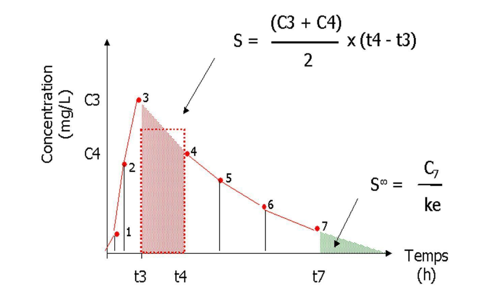 S = (C3 + C4) / 2 x (t4 - t3)
Concentration
(mg/L)
C3
C4
1
2
3
4
5
6
7
S∞ = C7 / ke
t3
t4
t7
Temps
(h)